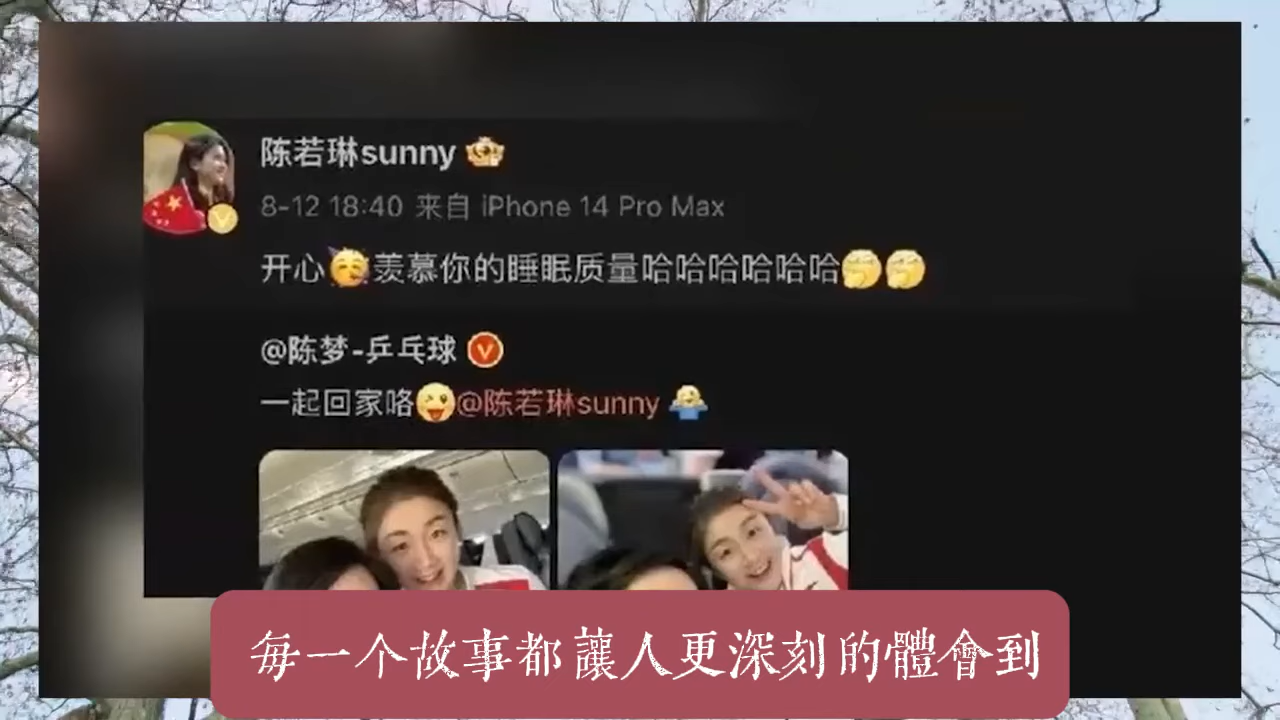 陈若琳sunny
8-12 18:40 来自 iPhone 14 Pro Max
开心🥳羡慕你的睡眠质量哈哈哈哈哈哈🤭🤭
@陈梦-乒乓球
一起回家咯😜@陈若琳sunny 🤷
每一个故事都讓人更深刻的體會到